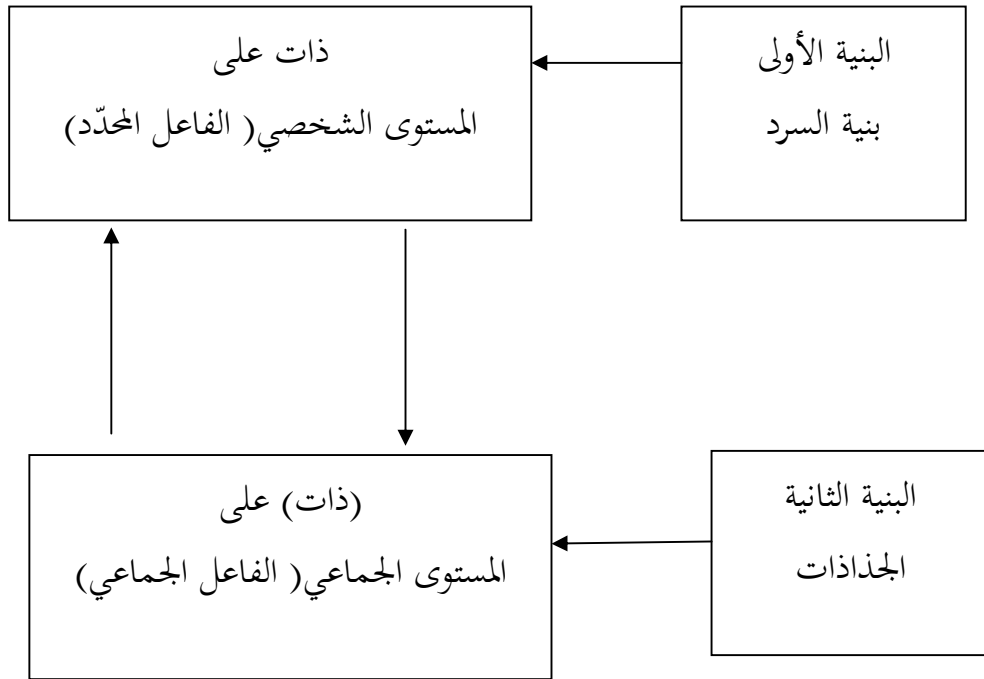 البنية الأولى
بنية السرد
ذات على
المستوى الشخصي( الفاعل المحدّد)
البنية الثانية
الجذاذات
(ذات) على
المستوى الجماعي( الفاعل الجماعي)